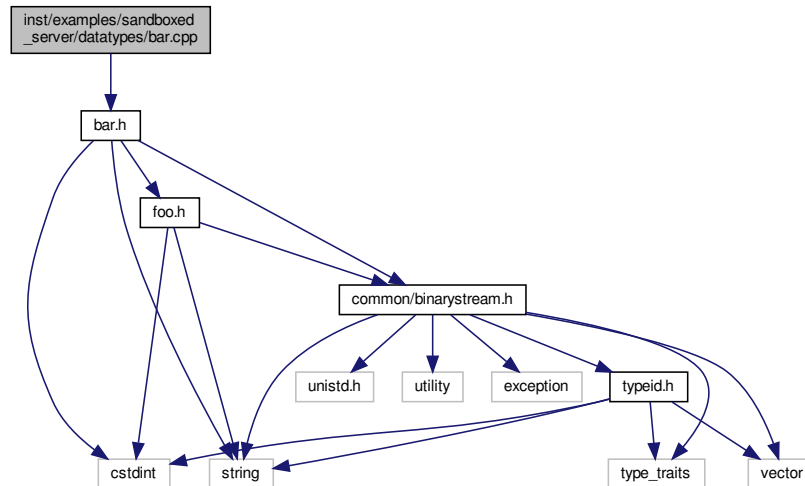 inst/examples/sandboxed
_server/datatypes/bar.cpp
bar.h
foo.h
common/binarystream.h
unistd.h
utility
exception
typeid.h
cstdint
string
type_traits
vector